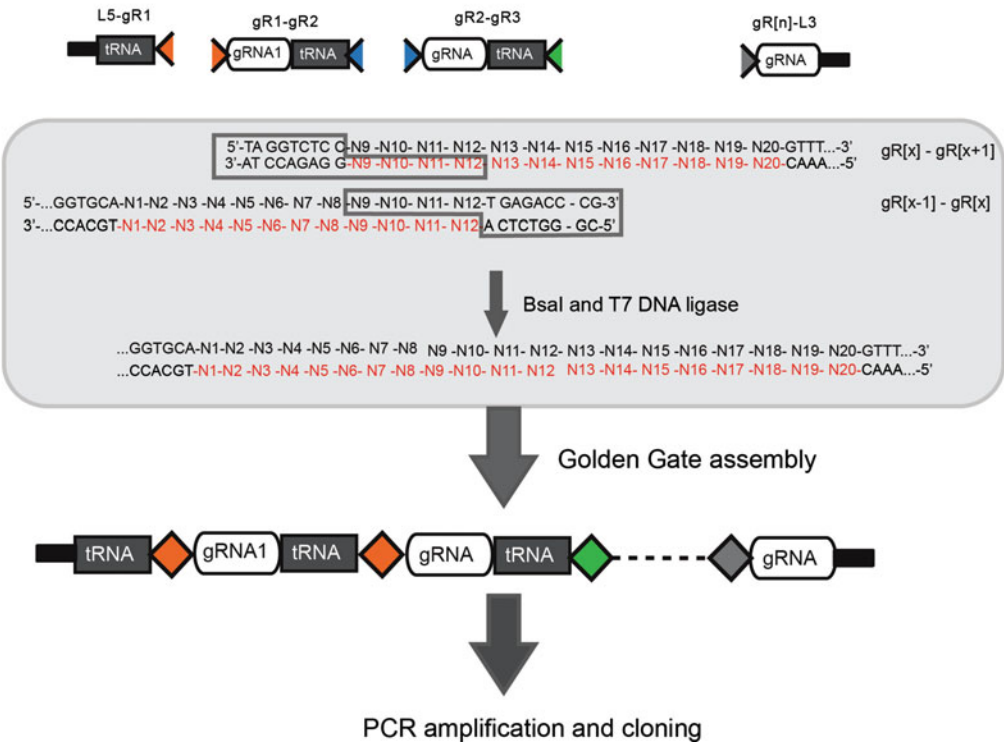 L5-gR1
gR1-gR2
gR2-gR3
gR[n]-L3
tRNA
gRNA1
tRNA
gRNA
tRNA
gRNA
5'-TA GGTCTCC C-N9 -N10- N11- N12- N13 -N14- N15 -N16 -N17 -N18- N19- N20-GTTT...-3'
3'-AT CCAGAGG G-N9 -N10- N11- N12- N13 -N14- N15 -N16 -N17 -N18- N19- N20-CAAA...-5'
gR[x] - gR[x+1]
5'-...GGTGCA-N1-N2 -N3 -N4 -N5 -N6- N7 -N8 -N9 -N10- N11- N12-T GAGACC - CG-3'
3'-...CCACGT-N1-N2 -N3 -N4 -N5 -N6- N7 -N8 -N9 -N10- N11- N12-A CTCTGG - GC-5'
gR[x-1] - gR[x]
BsaI and T7 DNA ligase
...GGTGCA-N1-N2 -N3 -N4 -N5 -N6- N7 -N8 N9 -N10- N11- N12- N13 -N14- N15 -N16 -N17 -N18- N19- N20-GTTT...-3'
...CCACGT-N1-N2 -N3 -N4 -N5 -N6- N7 -N8 -N9 -N10- N11- N12 N13 -N14- N15 -N16 -N17 -N18- N19- N20-CAAA...-5'
Golden Gate assembly
tRNA
gRNA1
tRNA
gRNA
tRNA
gRNA
PCR amplification and cloning